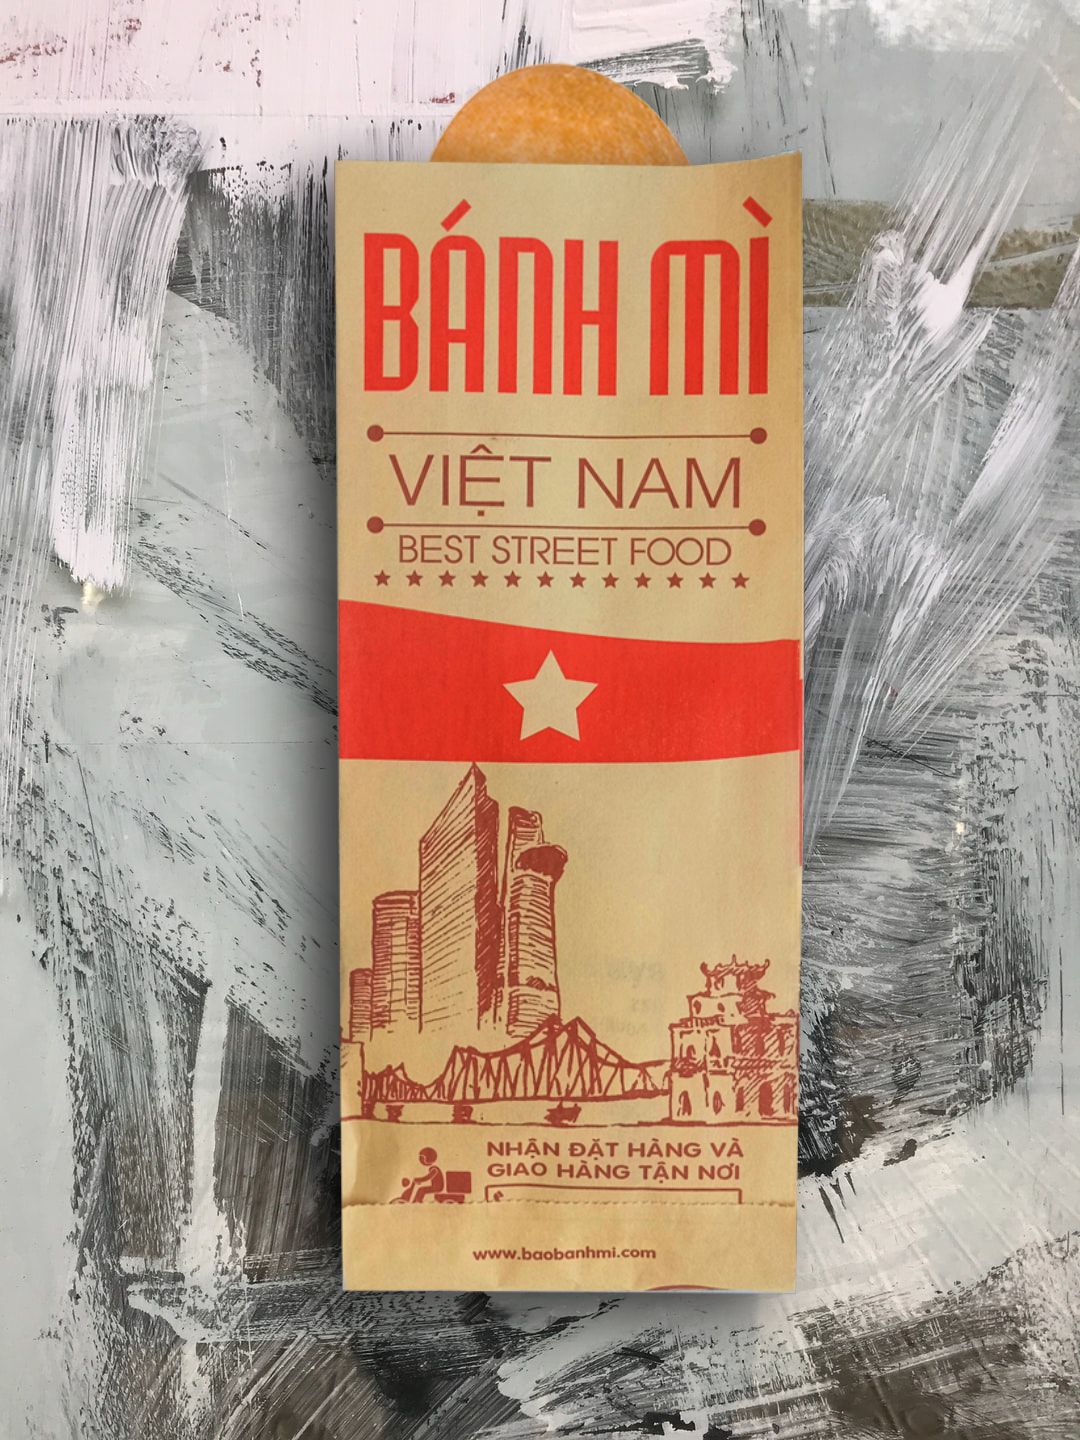 BÁNH MÌ
VIỆT NAM
BEST STREET FOOD
NHẬN ĐẶT HÀNG VÀ
GIAO HÀNG TẬN NƠI
www.baobanhmi.com